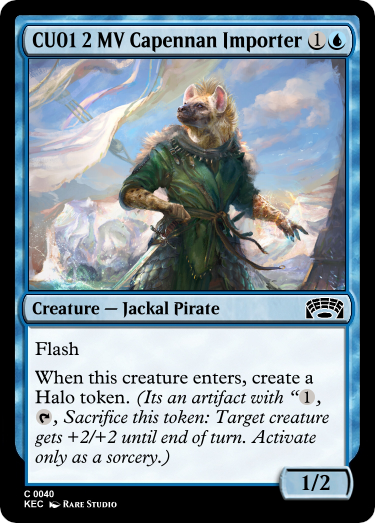 CU01 2 MV Capennan Importer 1
Creature — Jackal Pirate
Flash
When this creature enters, create a
Halo token. (Its an artifact with “1,
, Sacrifice this token: Target creature
gets +2/+2 until end of turn. Activate
only as a sorcery.)
1/2
C 0040
KEC RARE STUDIO